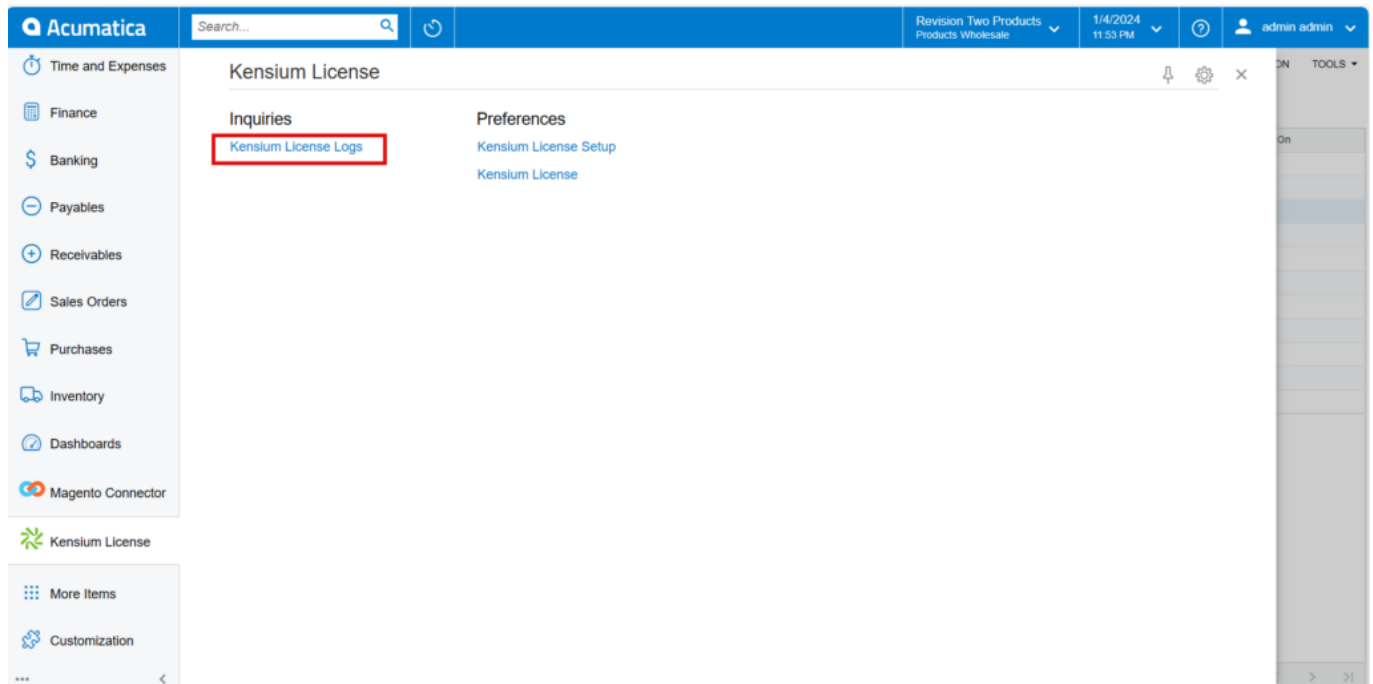 Acumatica
Search...
Revision Two Products
Products Wholesale
1/4/2024
11:53 PM
admin admin
Time and Expenses
Finance
Banking
Payables
Receivables
Sales Orders
Purchases
Inventory
Dashboards
Magento Connector
Kensium License
More Items
Customization
Kensium License
Inquiries
Kensium License Logs
Preferences
Kensium License Setup
Kensium License
ON TOOLS
On